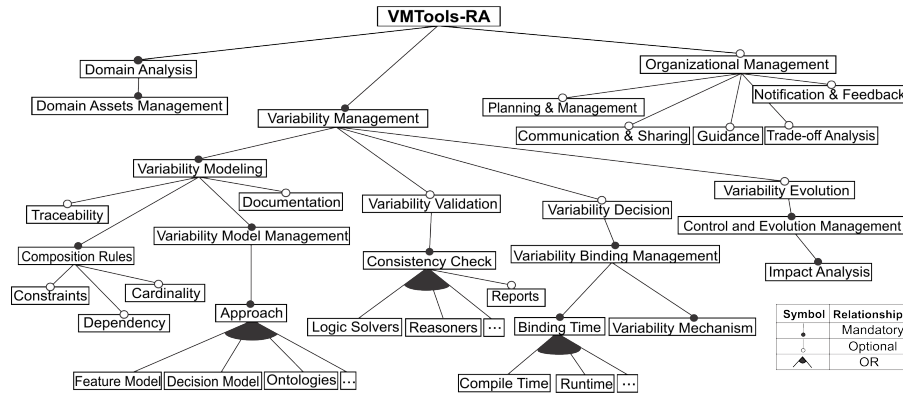 VMTools-RA
Domain Analysis
Organizational Management
Domain Assets Management
Notification & Feedback
Planning & Management
Variability Management
Communication & Sharing
Guidance
Trade-off Analysis
Variability Modeling
Documentation
Traceability
Variability Validation
Variability Decision
Variability Evolution
Variability Model Management
Control and Evolution Management
Composition Rules
Consistency Check
Variability Binding Management
Impact Analysis
Constraints
Cardinality
Reports
Dependency
Approach
Logic Solvers
Reasoners
...
Binding Time
Variability Mechanism
Feature Model
Decision Model
Ontologies
...
Compile Time
Runtime
...
Symbol Relationship
Mandatory
Optional
OR